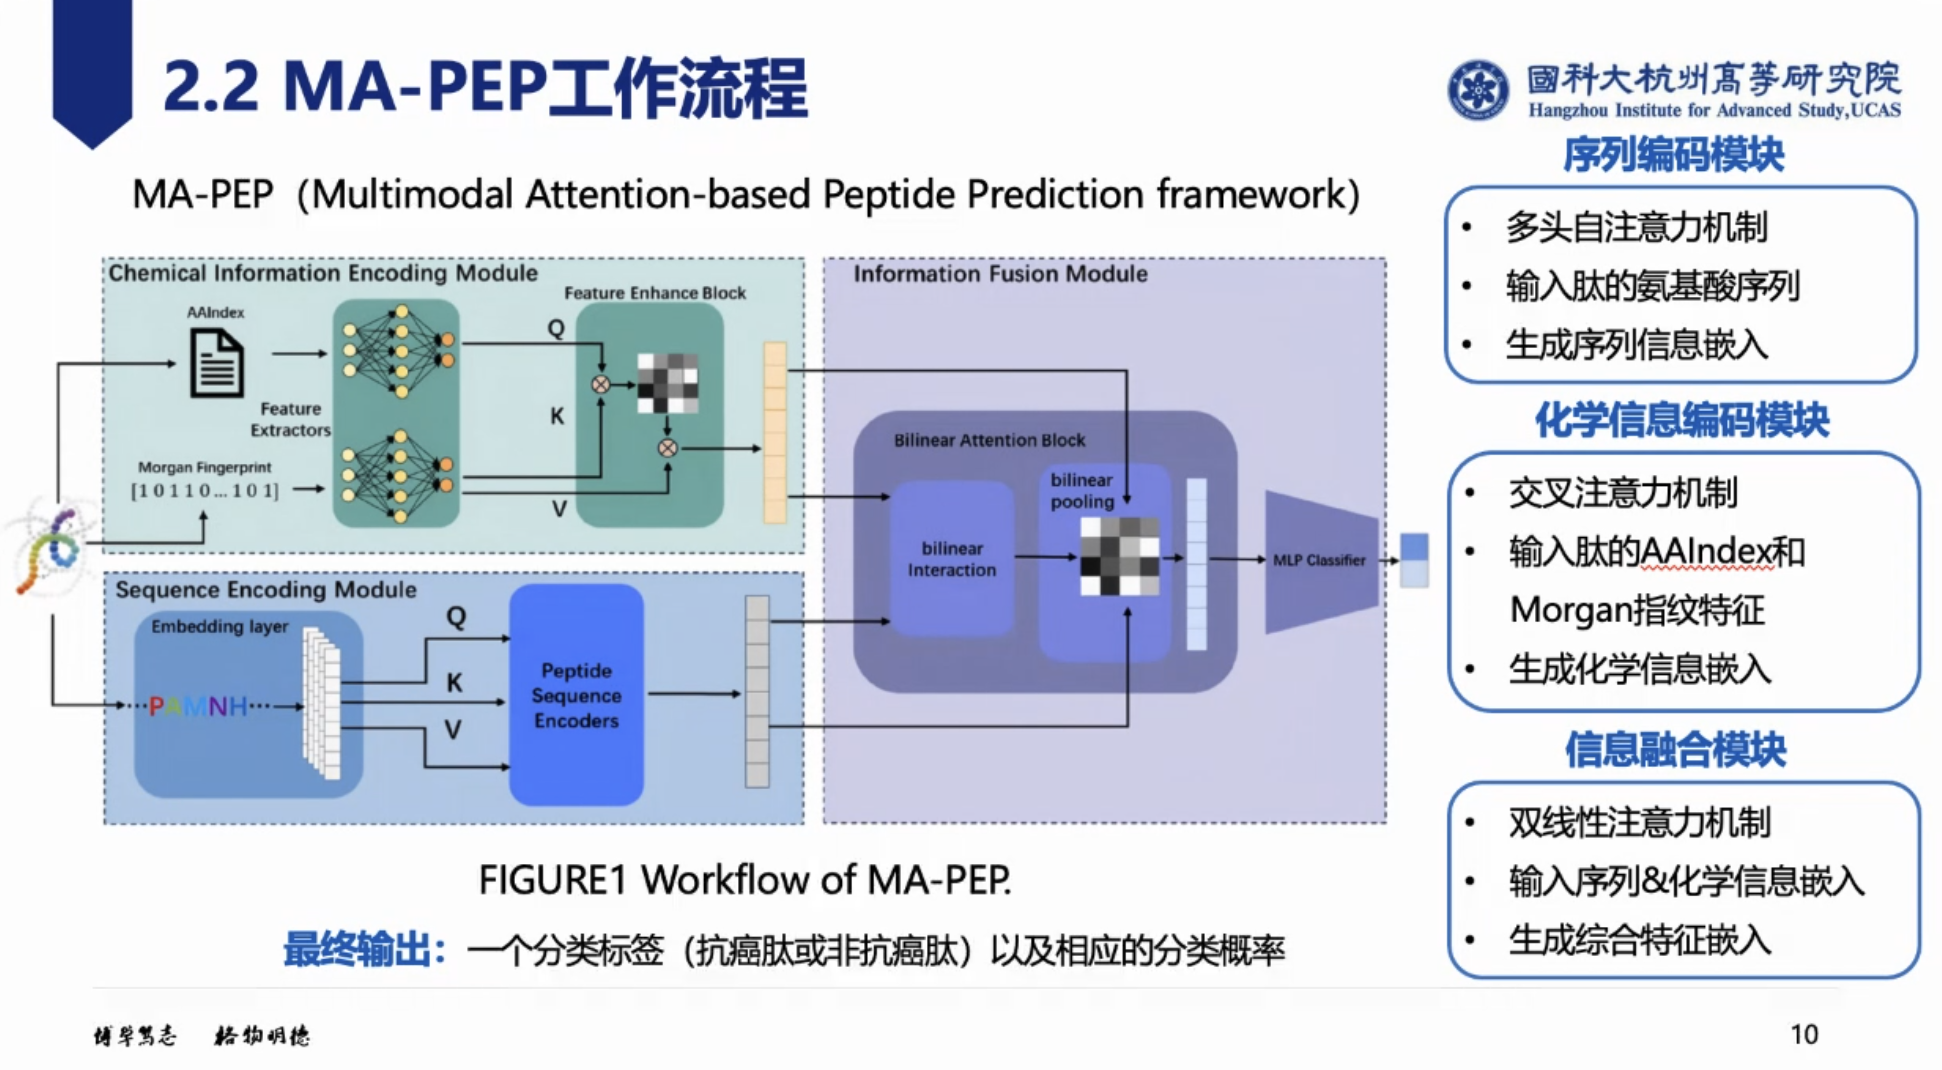 2.2 MA-PEP工作流程
國科大杭州高等研究院
Hangzhou Institute for Advanced Study,UCAS
MA-PEP（Multimodal Attention-based Peptide Prediction framework）
Chemical Information Encoding Module
AAIndex
Feature
Extractors
Morgan Fingerprint
[1 0 1 1 0 ... 1 0 1]
Feature Enhance Block
Q
K
V
Sequence Encoding Module
Embedding layer
···PAMNH···
Q
K
V
Peptide
Sequence
Encoders
Information Fusion Module
Bilinear Attention Block
bilinear
Interaction
bilinear
pooling
MLP Classifier
FIGURE1 Workflow of MA-PEP.
最终输出：一个分类标签（抗癌肽或非抗癌肽）以及相应的分类概率
序列编码模块
• 多头自注意力机制
• 输入肽的氨基酸序列
• 生成序列信息嵌入
化学信息编码模块
• 交叉注意力机制
• 输入肽的AAIndex和
Morgan指纹特征
• 生成化学信息嵌入
信息融合模块
• 双线性注意力机制
• 输入序列&化学信息嵌入
• 生成综合特征嵌入
博学笃志 格物明德
10